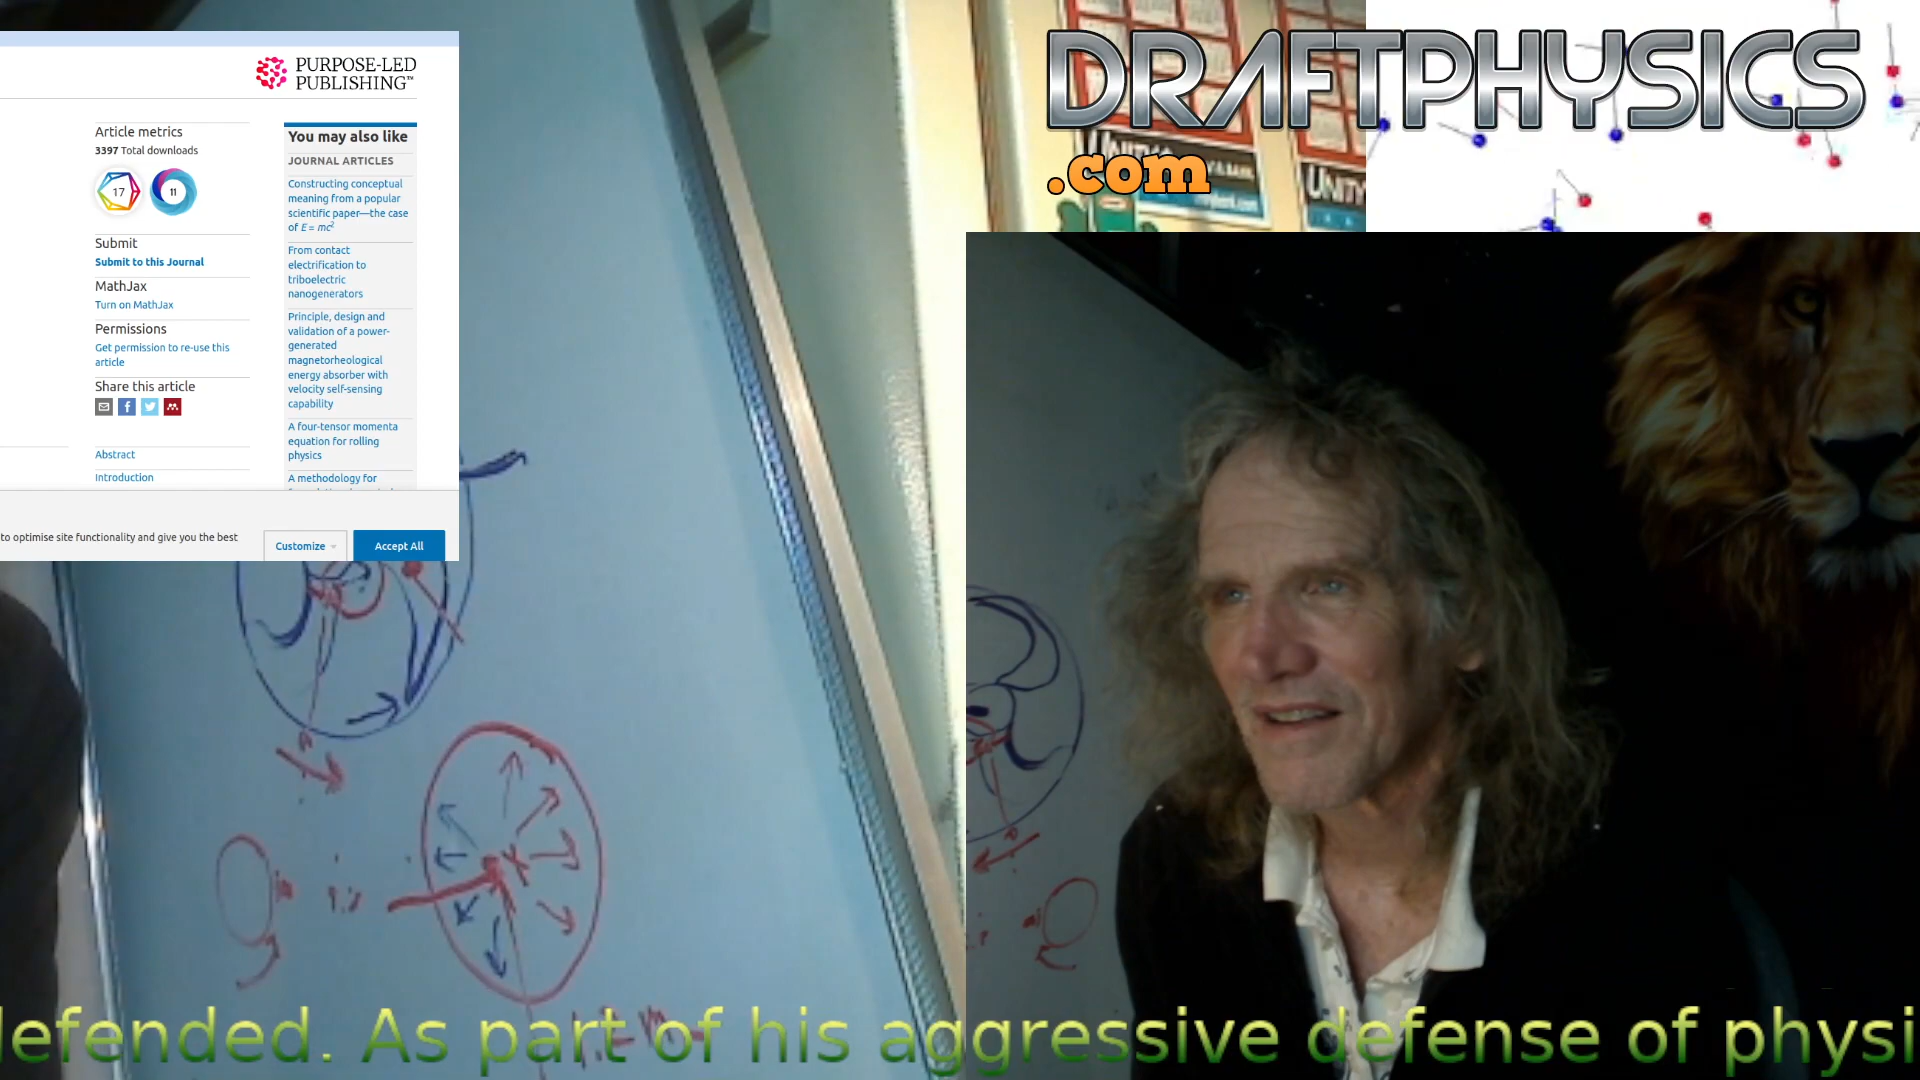 PURPOSE-LED
PUBLISHING™
Article metrics
3397 Total downloads
17
11
Submit
Submit to this Journal
MathJax
Turn on MathJax
Permissions
Get permission to re-use this
article
Share this article
Abstract
Introduction
You may also like
JOURNAL ARTICLES
Constructing conceptual
meaning from a popular
scientific paper—the case
of E = mc²
From contact
electrification to
triboelectric
nanogenerators
Principle, design and
validation of a power-
generated
magnetorheological
energy absorber with
velocity self-sensing
capability
A four-tensor momenta
equation for rolling
physics
A methodology for
to optimise site functionality and give you the best
Customize
Accept All
DRAFTPHYSICS
.com
UNITY
efended. As part of his aggressive defense of physi